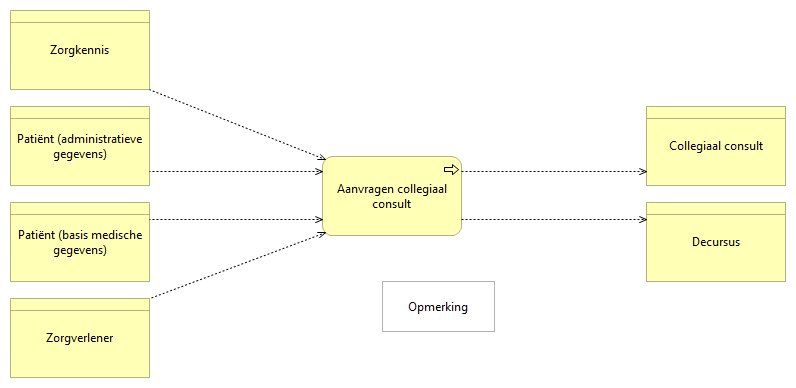 Zorgkennis
Patiënt (administratieve
gegevens)
Patiënt (basis medische
gegevens)
Zorgverlener
Aanvragen collegiaal
consult
Opmerking
Collegiaal consult
Decursus